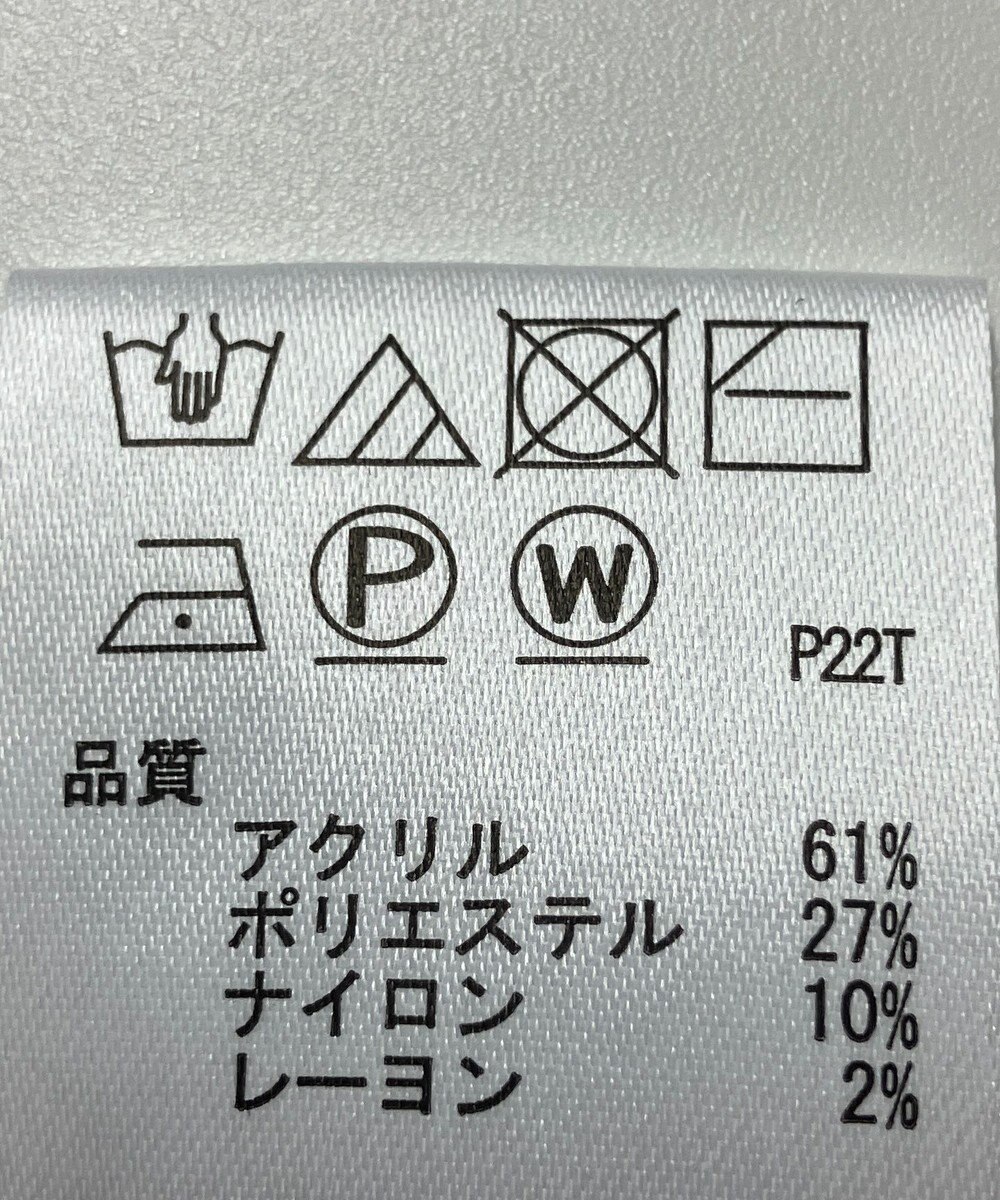 P W
P22T
品質
アクリル 61%
ポリエステル 27%
ナイロン 10%
レーヨン 2%